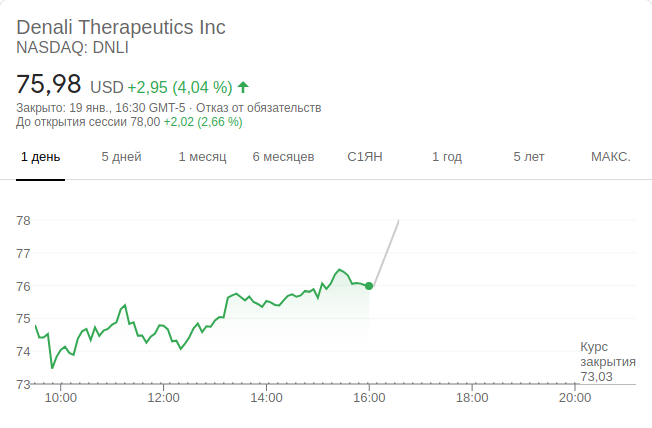 Denali Therapeutics Inc
NASDAQ: DNLI
75,98 USD +2,95 (4,04 %)
Закрыто: 19 янв., 16:30 GMT-5 · Отказ от обязательств
До открытия сессии 78,00 +2,02 (2,66 %)
1 день 5 дней 1 месяц 6 месяцев С1ЯН 1 год 5 лет МАКС.
78
77
76
75
74
Курс
закрытия
73,03
73
10:00 12:00 14:00 16:00 18:00 20:00